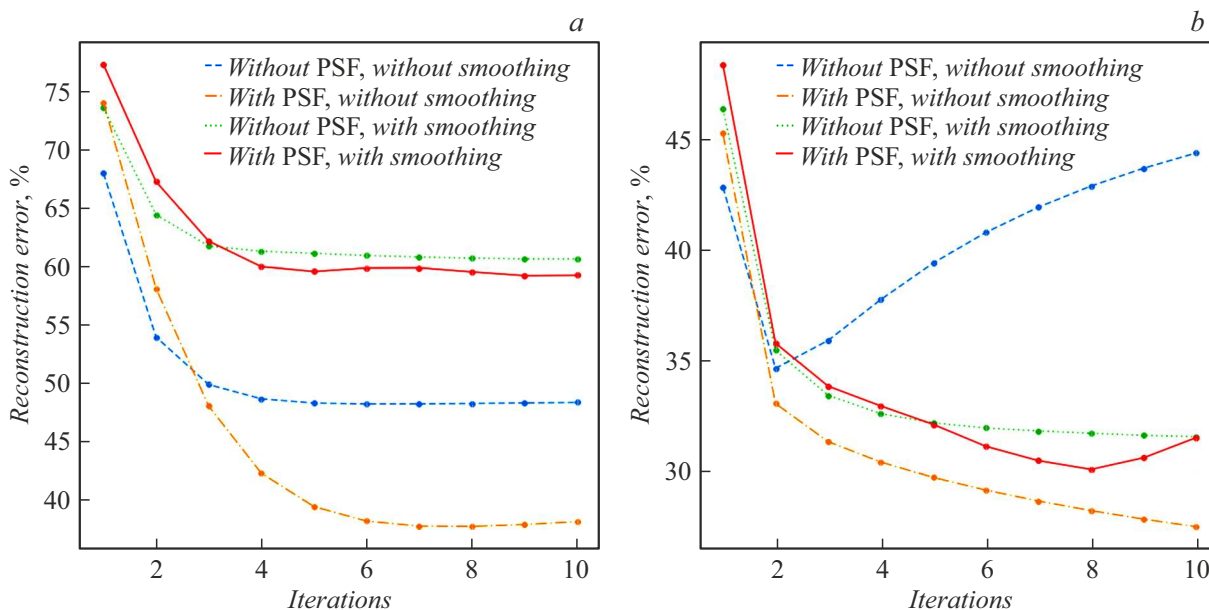 a
Without PSF, without smoothing
With PSF, without smoothing
Without PSF, with smoothing
With PSF, with smoothing
Reconstruction error, %
75
70
65
60
55
50
45
40
2 4 6 8 10
Iterations
b
Without PSF, without smoothing
With PSF, without smoothing
Without PSF, with smoothing
With PSF, with smoothing
Reconstruction error, %
45
40
35
30
2 4 6 8 10
Iterations